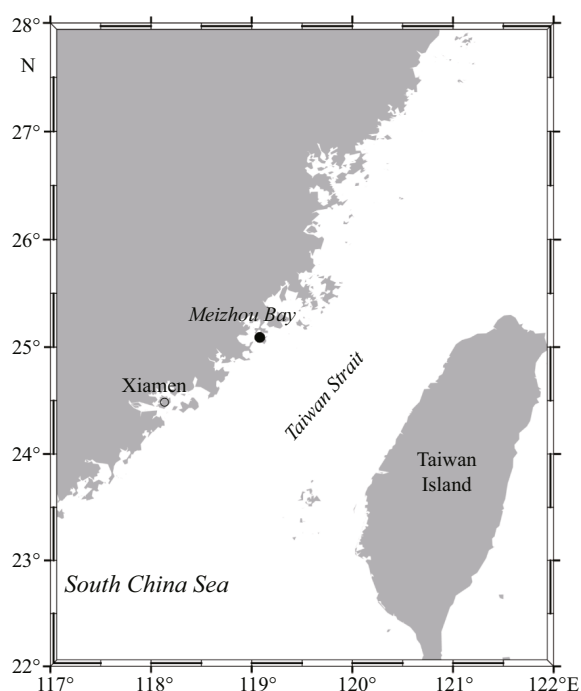 28°
N
27°
26°
Meizhou Bay
25°
Xiamen
Taiwan Strait
24°
Taiwan
Island
23°
South China Sea
22°
117°
118°
119°
120°
121°
122°E